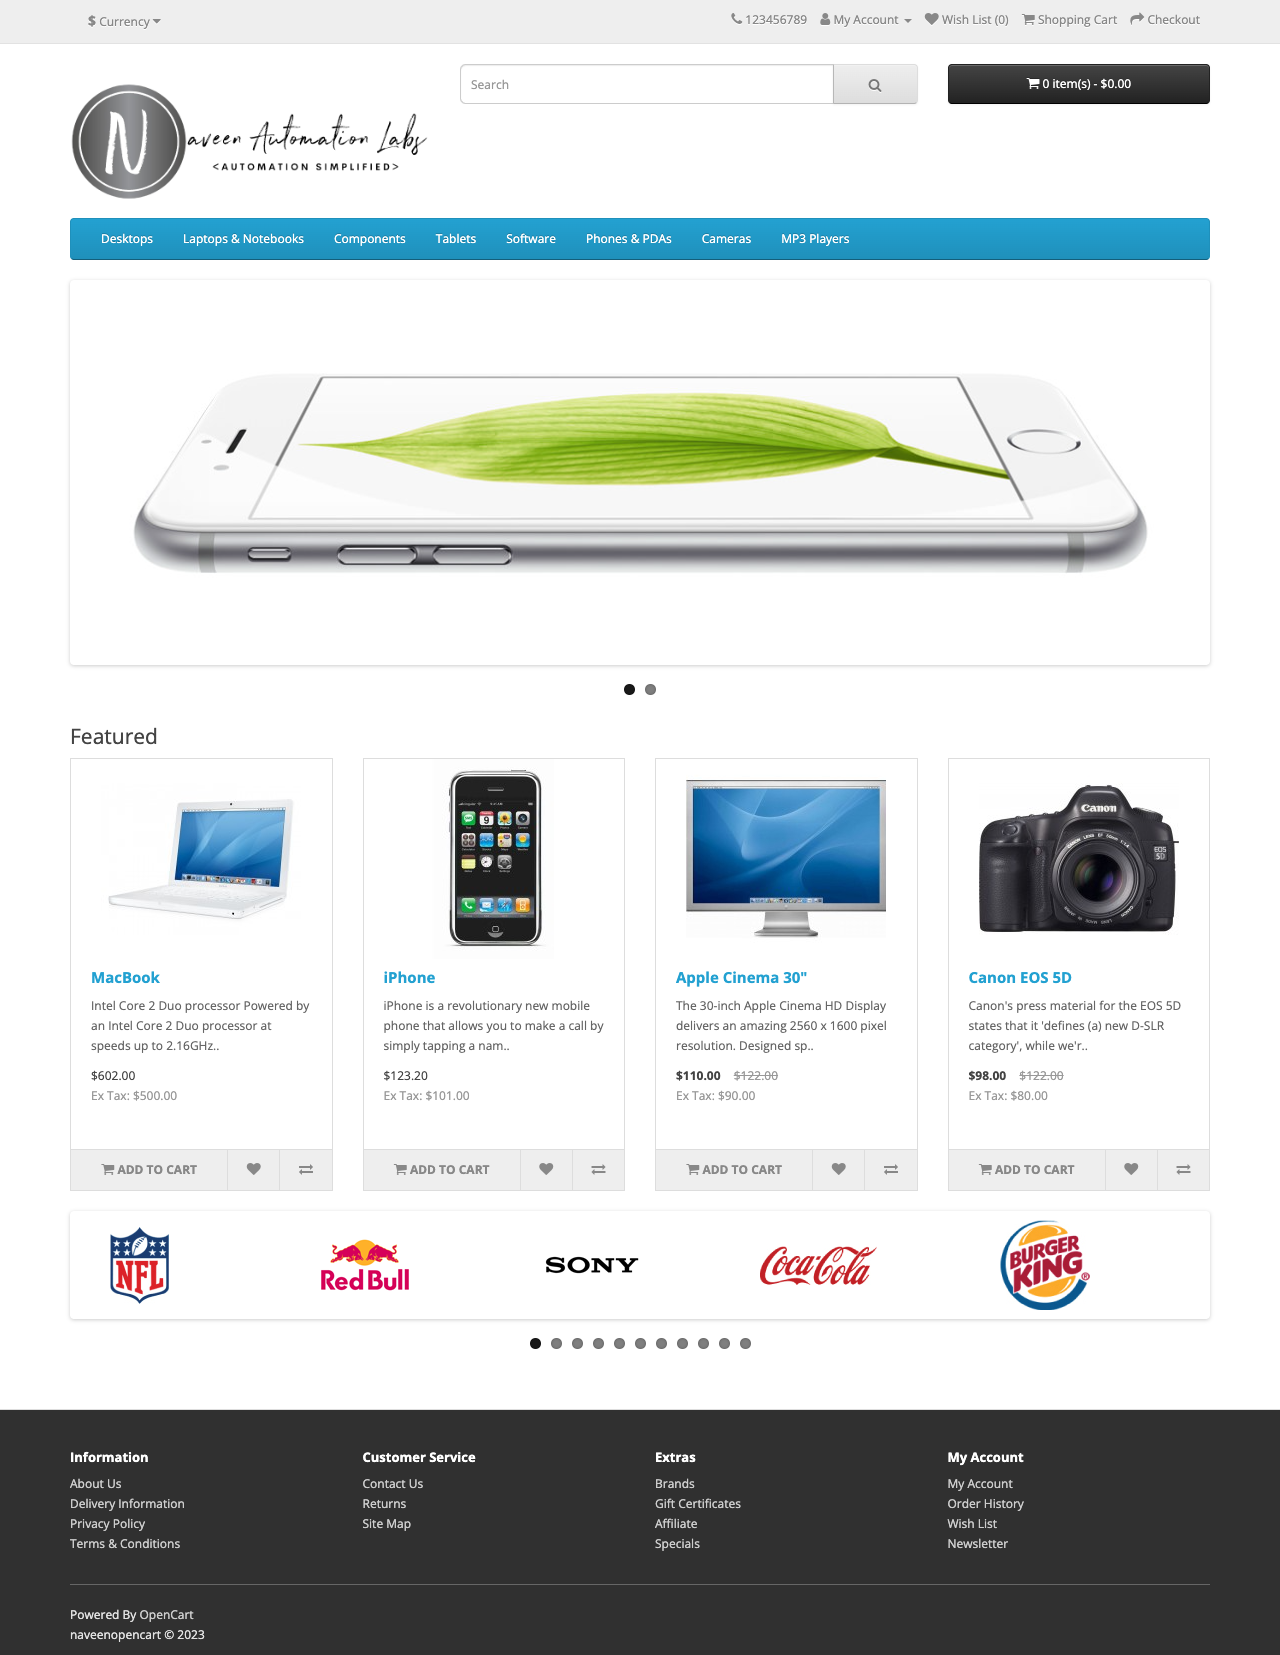 $ Currency
123456789 My Account Wish List (0) Shopping Cart Checkout
Search
0 item(s) - $0.00
N
aveen Automation Labs
<AUTOMATION SIMPLIFIED>
Desktops Laptops & Notebooks Components Tablets Software Phones & PDAs Cameras MP3 Players
Featured
Canon
EOS
5D
MacBook
Intel Core 2 Duo processor Powered by
an Intel Core 2 Duo processor at
speeds up to 2.16GHz..
$602.00
Ex Tax: $500.00
ADD TO CART
iPhone
iPhone is a revolutionary new mobile
phone that allows you to make a call by
simply tapping a nam..
$123.20
Ex Tax: $101.00
ADD TO CART
Apple Cinema 30"
The 30-inch Apple Cinema HD Display
delivers an amazing 2560 x 1600 pixel
resolution. Designed sp..
$110.00 $122.00
Ex Tax: $90.00
ADD TO CART
Canon EOS 5D
Canon's press material for the EOS 5D
states that it 'defines (a) new D-SLR
category', while we'r..
$98.00 $122.00
Ex Tax: $80.00
ADD TO CART
NFL
Red Bull
SONY
Coca-Cola
BURGER
KING®
Information
About Us
Delivery Information
Privacy Policy
Terms & Conditions
Customer Service
Contact Us
Returns
Site Map
Extras
Brands
Gift Certificates
Affiliate
Specials
My Account
My Account
Order History
Wish List
Newsletter
Powered By OpenCart
naveenopencart © 2023